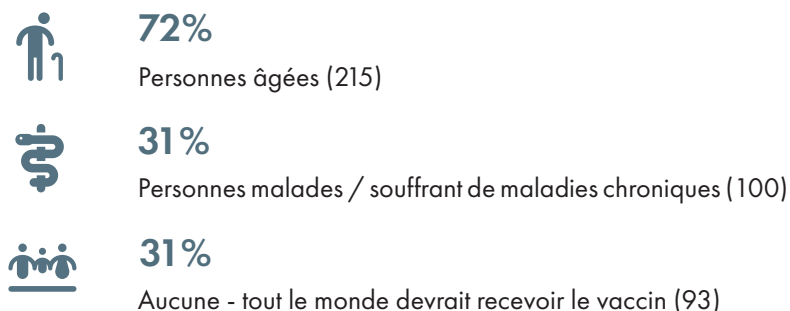 72%
Personnes âgées (215)
31%
Personnes malades / souffrant de maladies chroniques (100)
31%
Aucune - tout le monde devrait recevoir le vaccin (93)